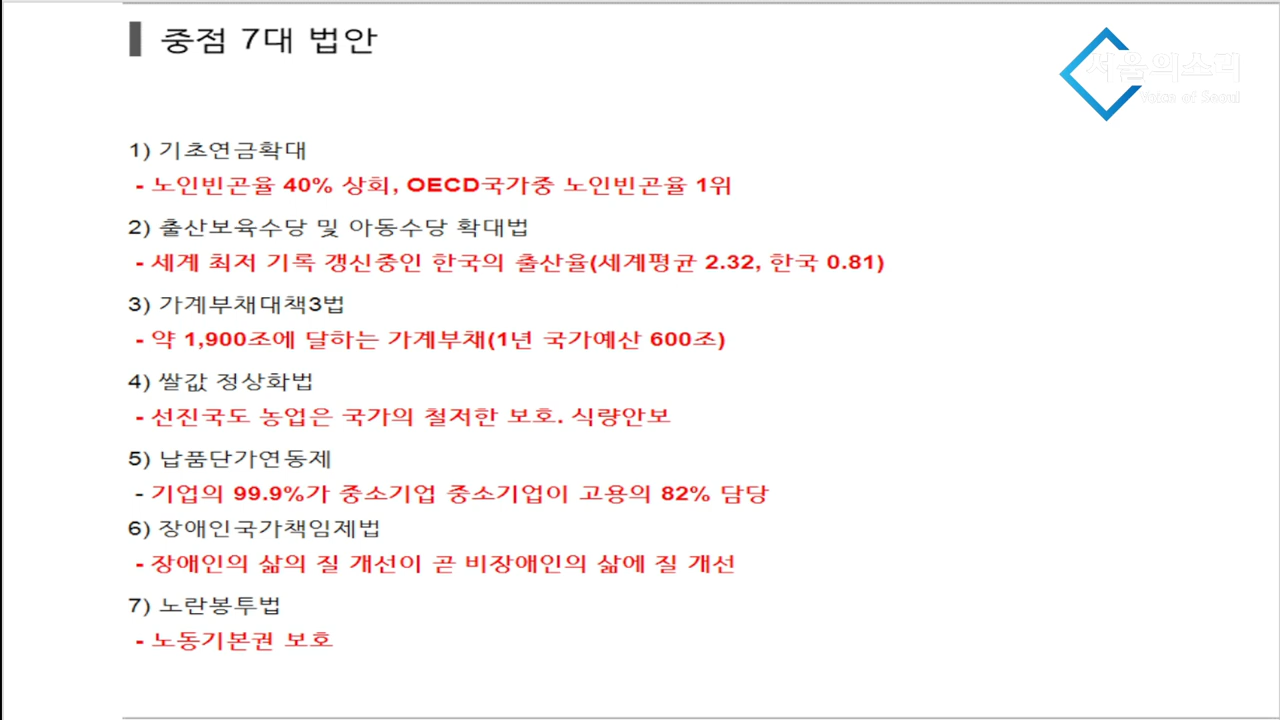 중점 7대 법안
서울의소리
Voice of Seoul
1) 기초연금확대
- 노인빈곤율 40% 상회, OECD국가중 노인빈곤율 1위
2) 출산보육수당 및 아동수당 확대법
- 세계 최저 기록 갱신중인 한국의 출산율(세계평균 2.32, 한국 0.81)
3) 가계부채대책3법
- 약 1,900조에 달하는 가계부채(1년 국가예산 600조)
4) 쌀값 정상화법
- 선진국도 농업은 국가의 철저한 보호. 식량안보
5) 납품단가연동제
- 기업의 99.9%가 중소기업 중소기업이 고용의 82% 담당
6) 장애인국가책임제법
- 장애인의 삶의 질 개선이 곧 비장애인의 삶에 질 개선
7) 노란봉투법
- 노동기본권 보호